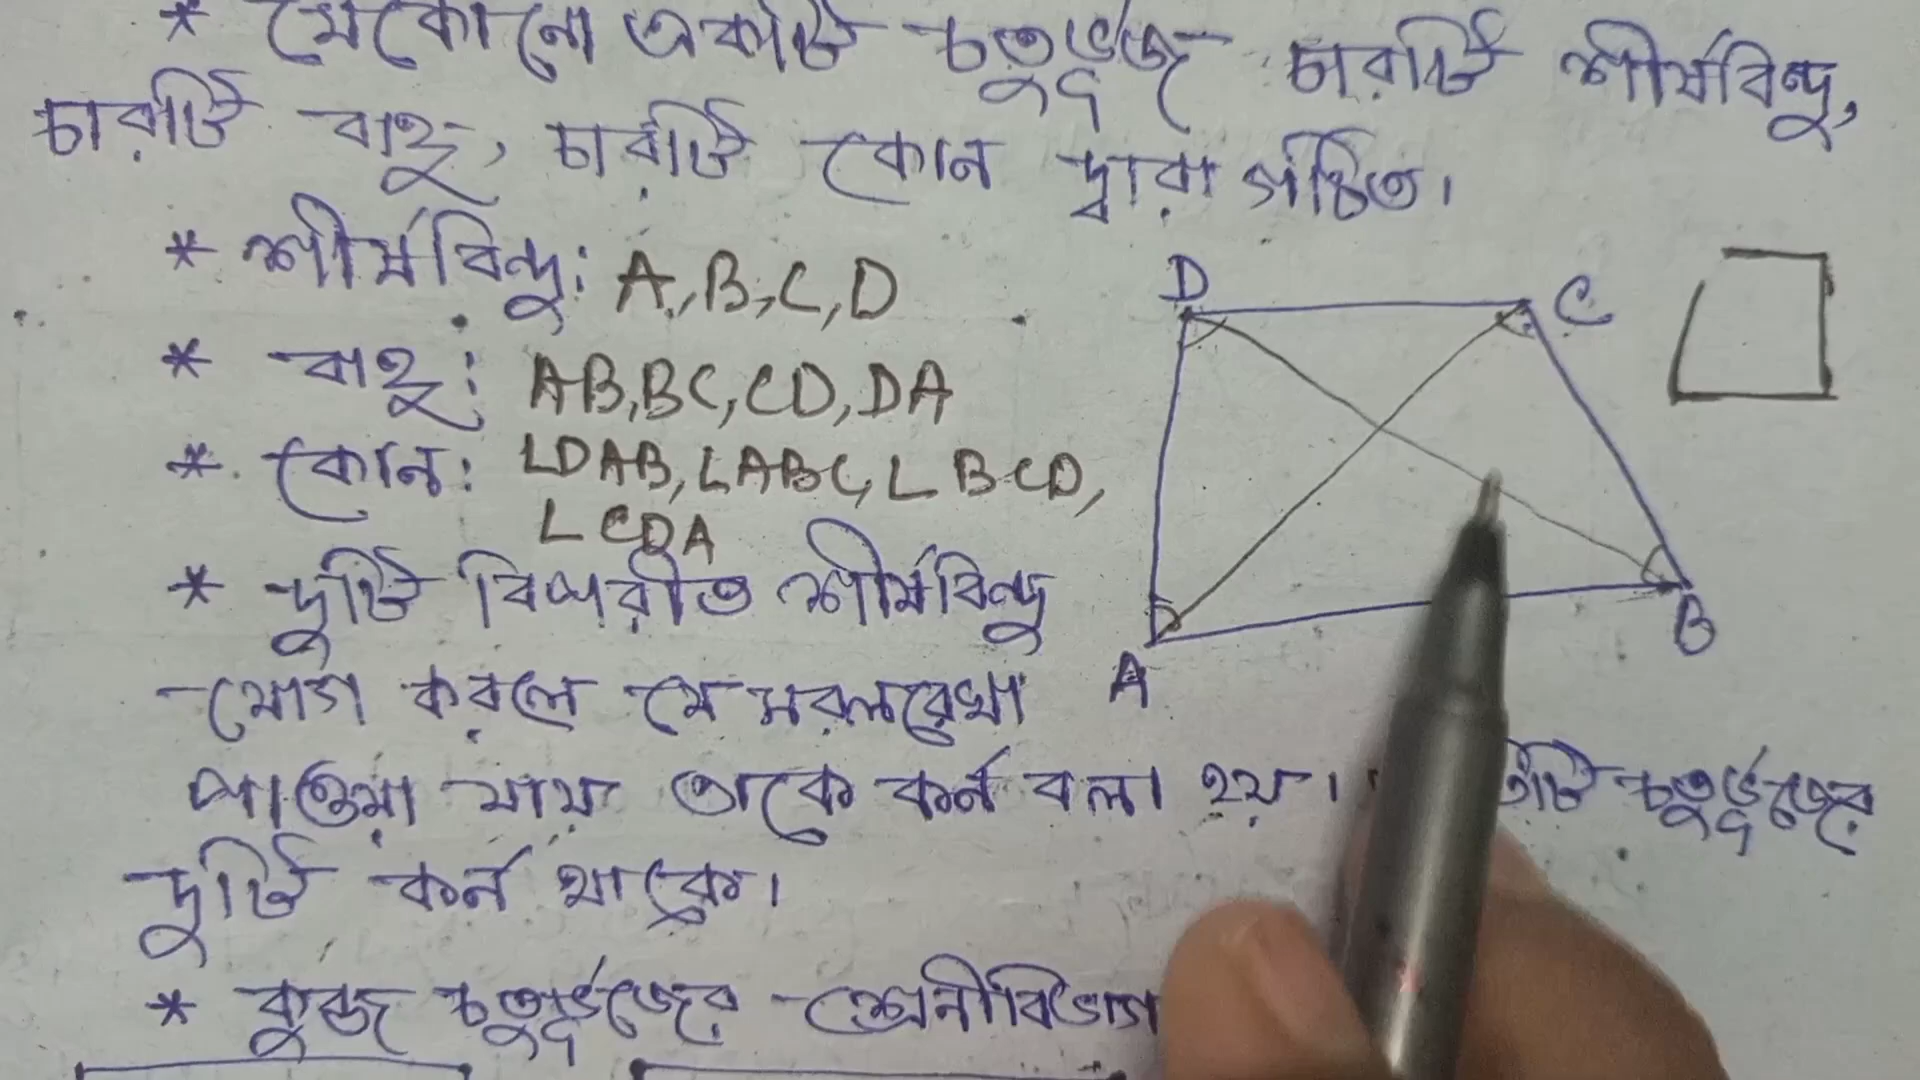 * যেকোনো একটি চতুর্ভুজ চারটি শীর্ষবিন্দু,
চারটি বাহু, চারটি কোন দ্বারা গঠিত।
* শীর্ষবিন্দু: A, B, C, D
* বাহু: AB, BC, CD, DA
* কোন: ∠DAB, ∠ABC, ∠BCD,
∠CDA
* দুটি বিপরীত শীর্ষবিন্দু
যোগ করলে যে সরলরেখা
পাওয়া যায় তাকে কর্ন বলা হয়। চতুর্ভুজের
দুটি কর্ন থাকে।
* কুব্জ চতুর্ভুজের শ্রেনীবিভাগ
D C
A B